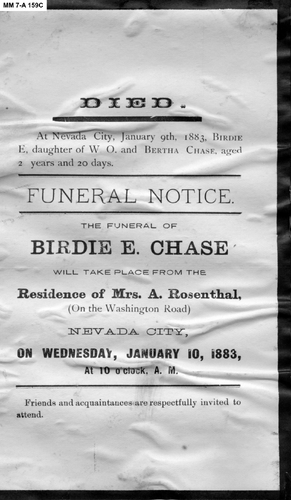 MM 7-A 159C
DIED.
At Nevada City, January 9th, 1883, BIRDIE
E, daughter of W. O. and BERTHA CHASE, aged
2 years and 20 days.
FUNERAL NOTICE.
THE FUNERAL OF
BIRDIE E. CHASE
WILL TAKE PLACE FROM THE
Residence of Mrs. A. Rosenthal,
(On the Washington Road)
NEVADA CITY,
ON WEDNESDAY, JANUARY 10, 1883,
At 10 o'clock, A. M.
Friends and acquaintances are respectfully invited to
attend.